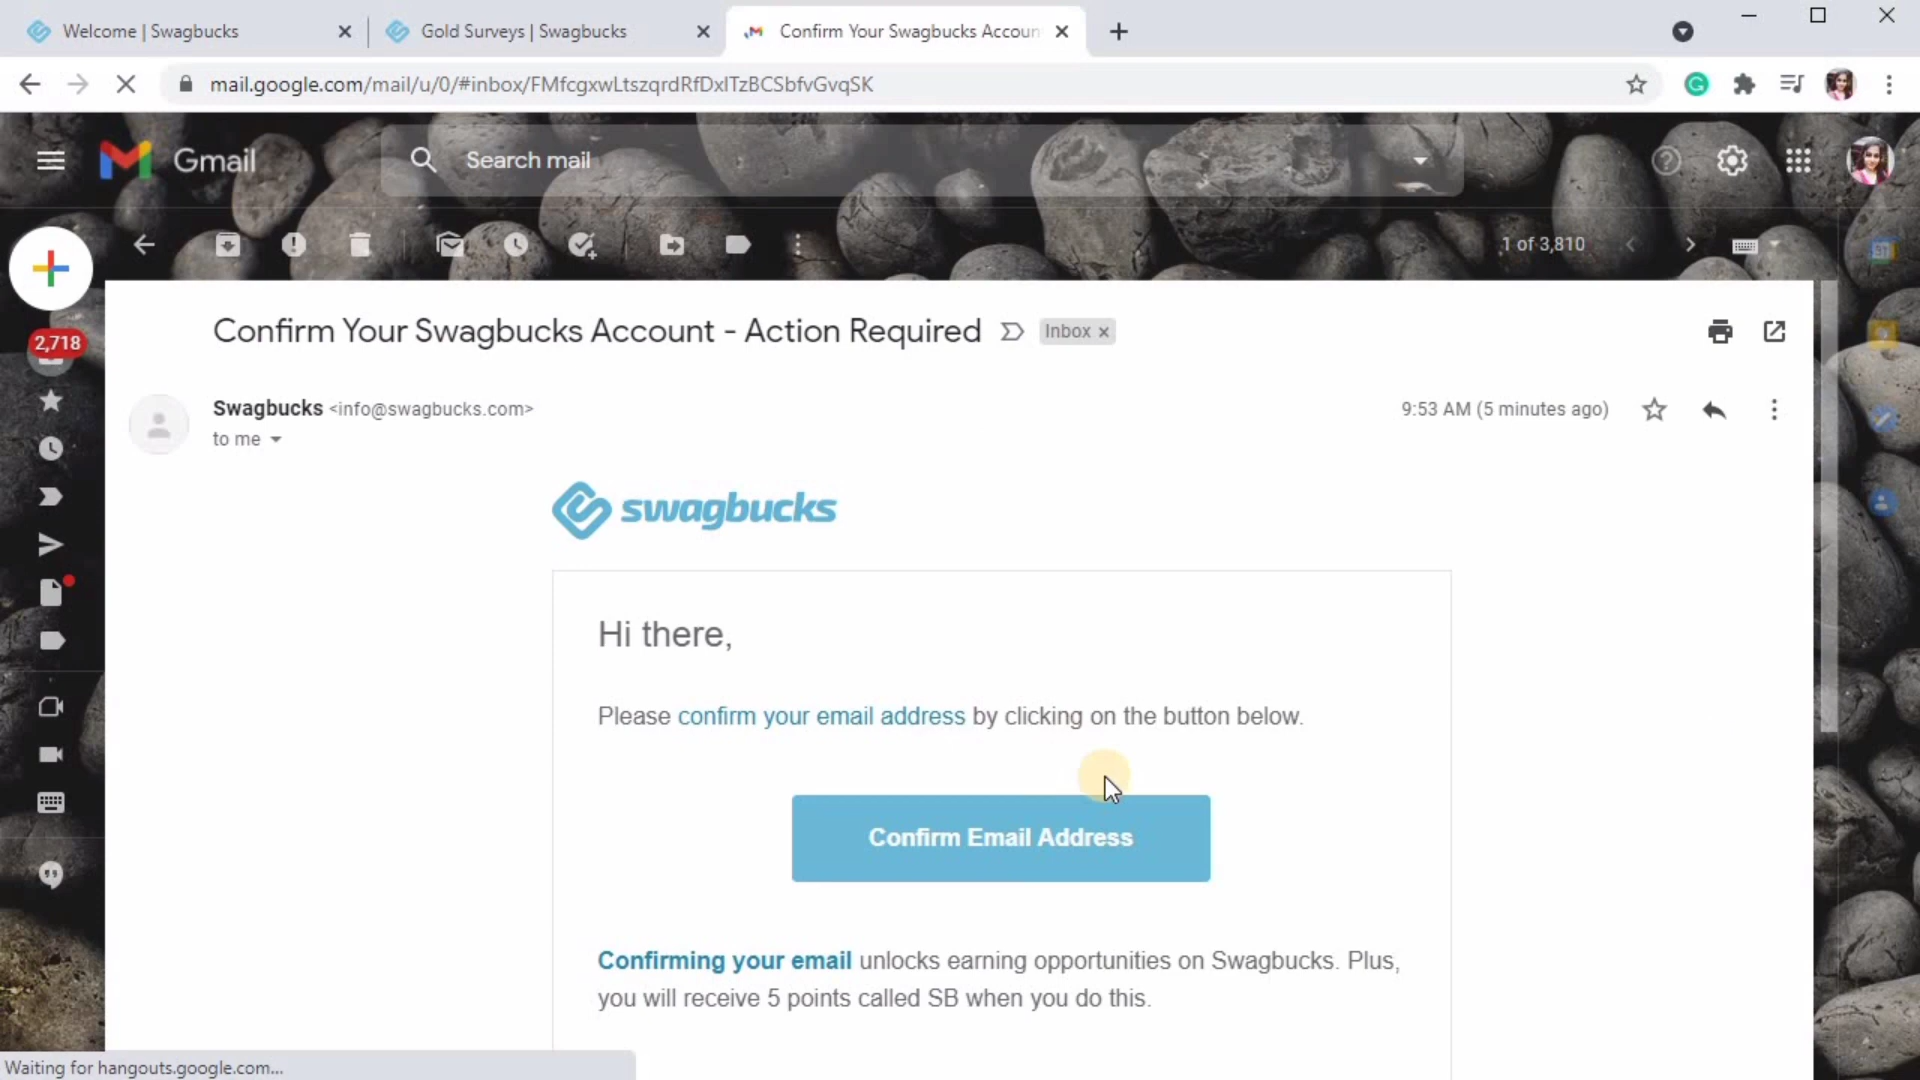 Welcome | Swagbucks
Gold Surveys | Swagbucks
Confirm Your Swagbucks Accoun
mail.google.com/mail/u/0/#inbox/FMfcgxwLtszqrdRfDxlTzBCSbfvGvqSK
Gmail
Search mail
1 of 3,810
2,718
Confirm Your Swagbucks Account - Action Required
Inbox ×
Swagbucks <info@swagbucks.com>
9:53 AM (5 minutes ago)
to me
swagbucks
Hi there,
Please confirm your email address by clicking on the button below.
Confirm Email Address
Confirming your email unlocks earning opportunities on Swagbucks. Plus,
you will receive 5 points called SB when you do this.
Waiting for hangouts.google.com...